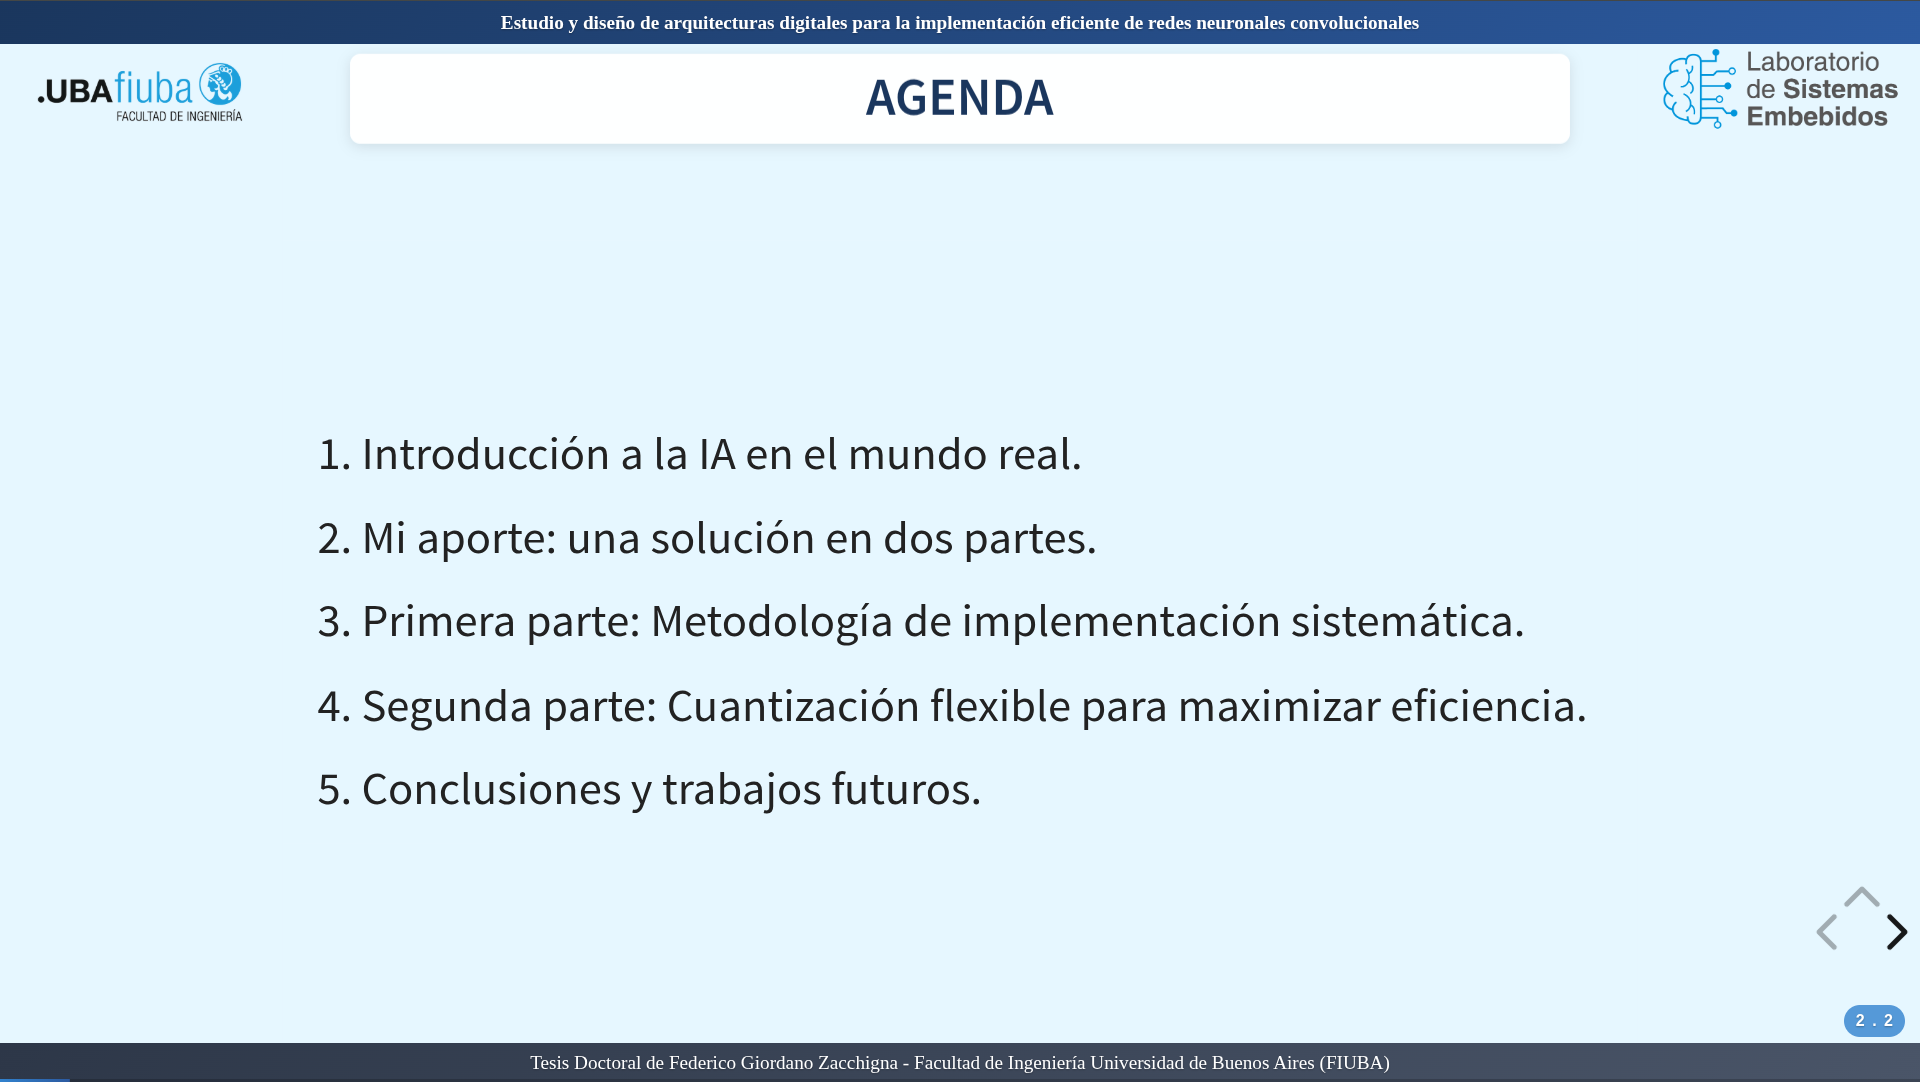 Estudio y diseño de arquitecturas digitales para la implementación eficiente de redes neuronales convolucionales
.UBAfiuba
FACULTAD DE INGENIERÍA
AGENDA
Laboratorio
de Sistemas
Embebidos
1. Introducción a la IA en el mundo real.
2. Mi aporte: una solución en dos partes.
3. Primera parte: Metodología de implementación sistemática.
4. Segunda parte: Cuantización flexible para maximizar eficiencia.
5. Conclusiones y trabajos futuros.
2 . 2
Tesis Doctoral de Federico Giordano Zacchigna - Facultad de Ingeniería Universidad de Buenos Aires (FIUBA)